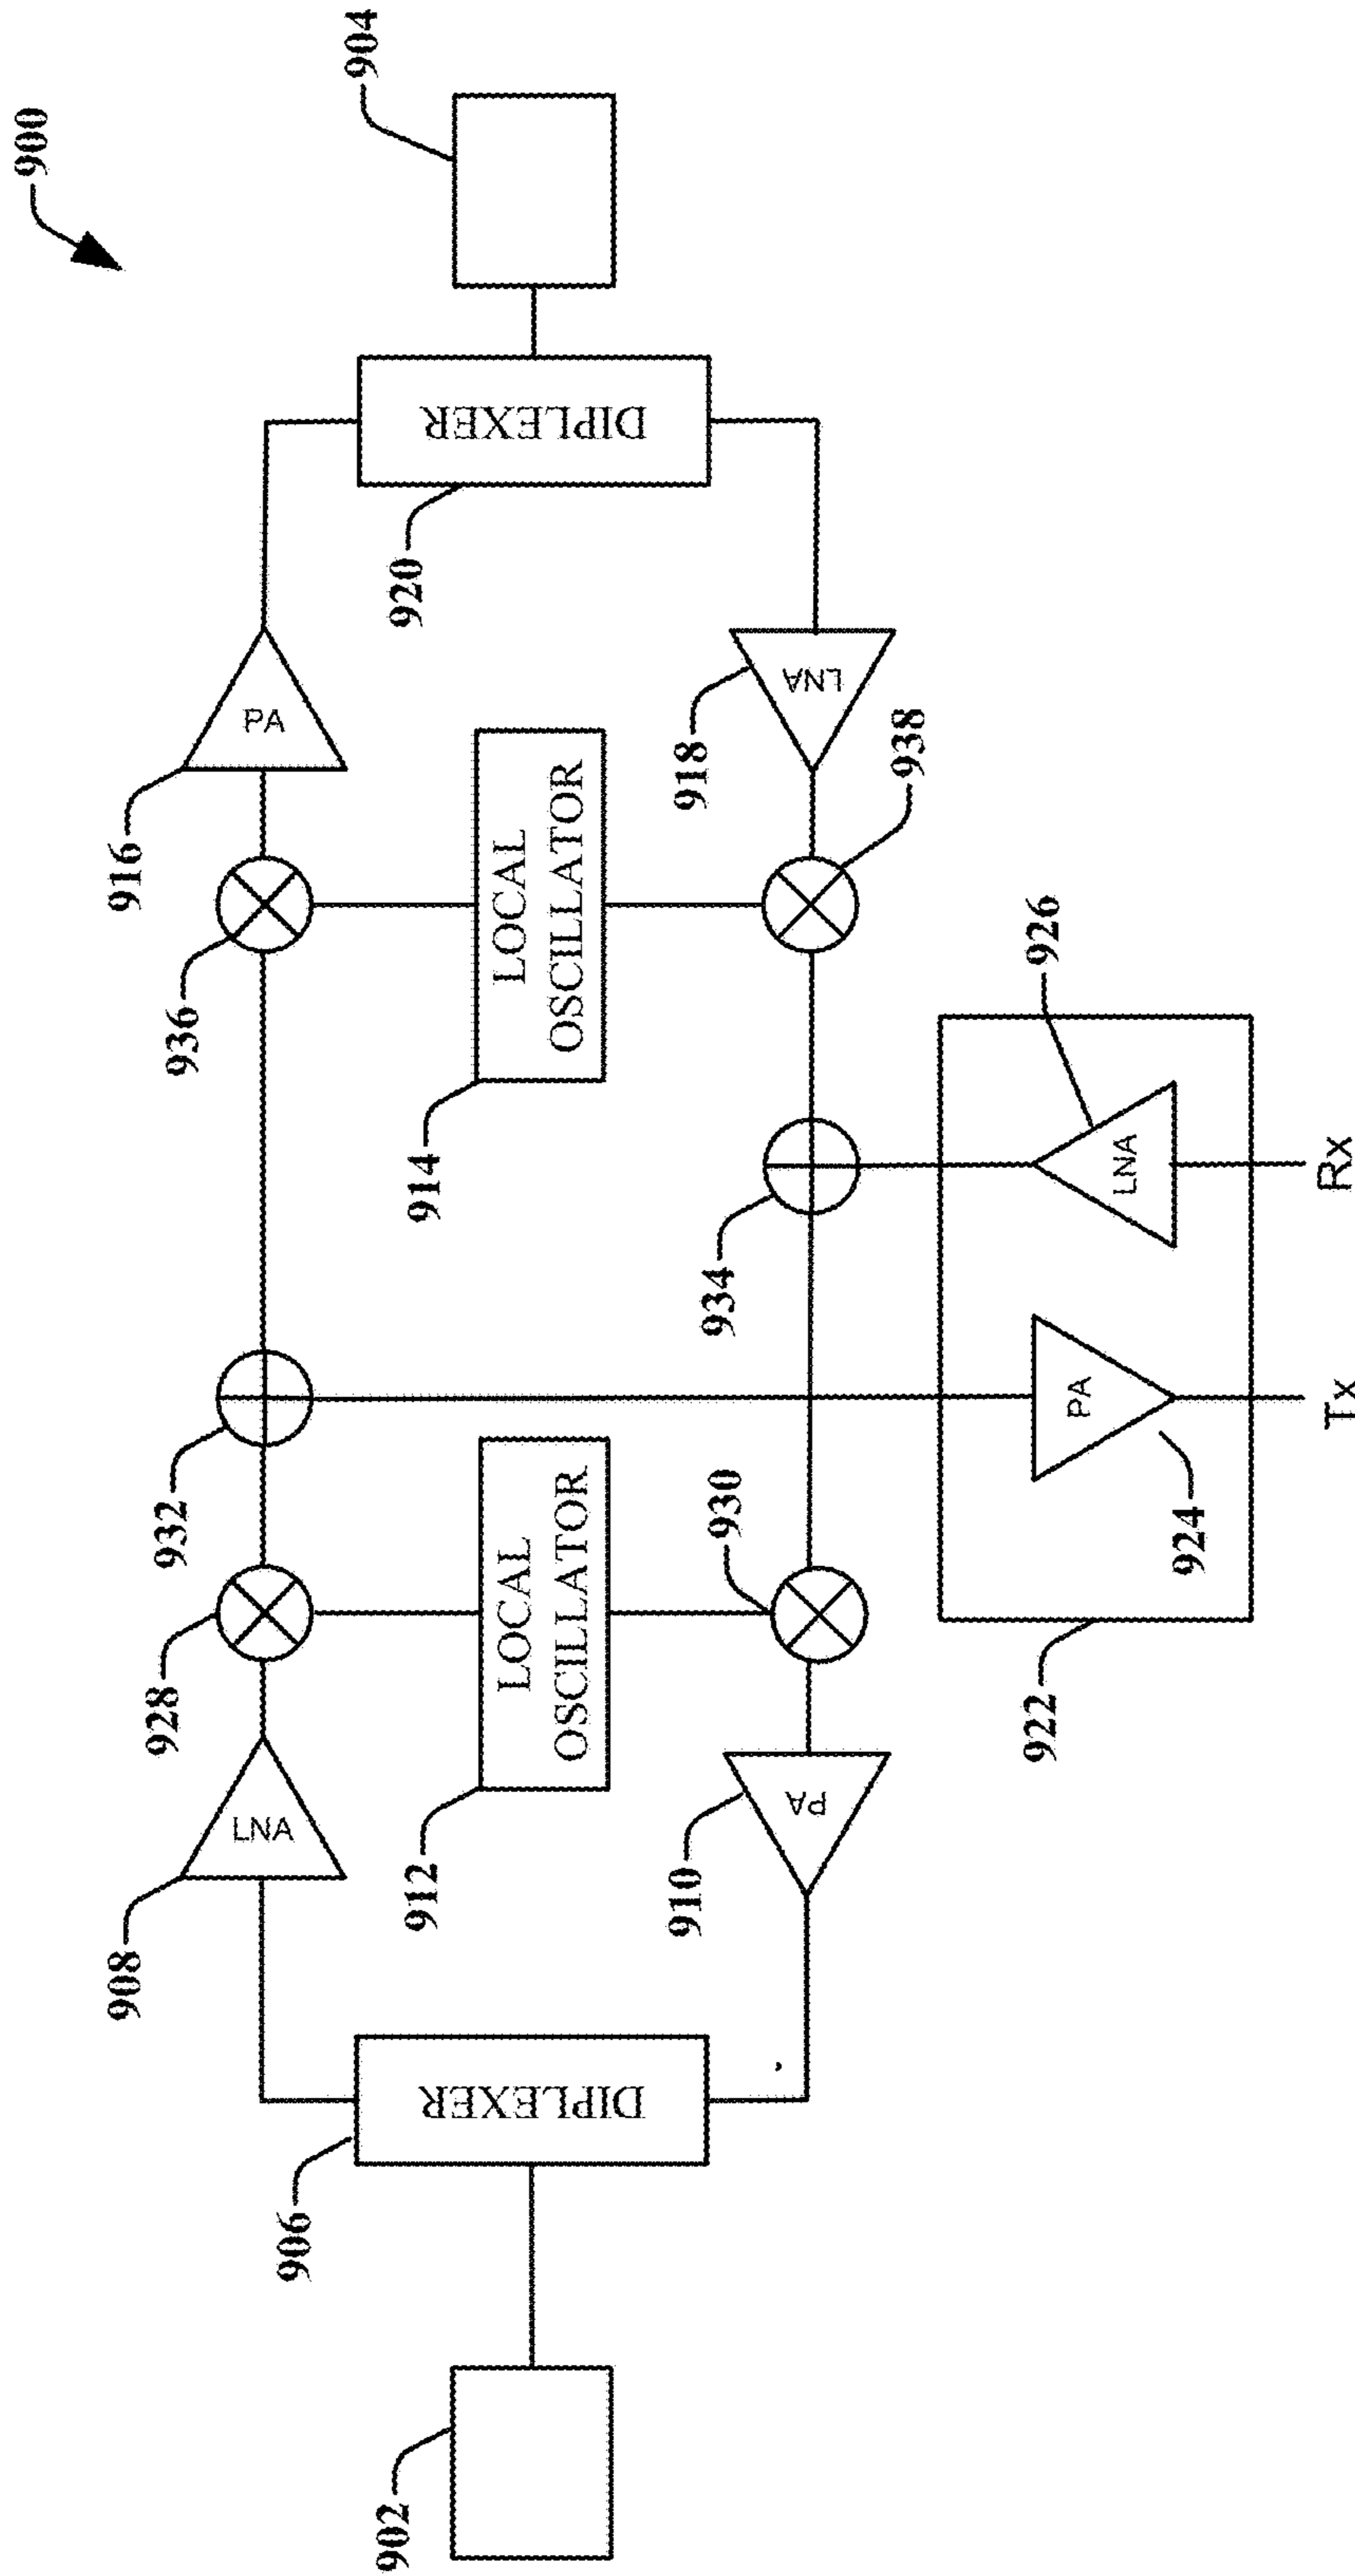 900
908
928
932
936
916
LNA
PA
904
902
906
DIPLEXER
912
LOCAL
OSCILLATOR
914
LOCAL
OSCILLATOR
920
DIPLEXER
910
PA
930
934
938
918
LNA
922
924
PA
LNA
926
Tx
Rx